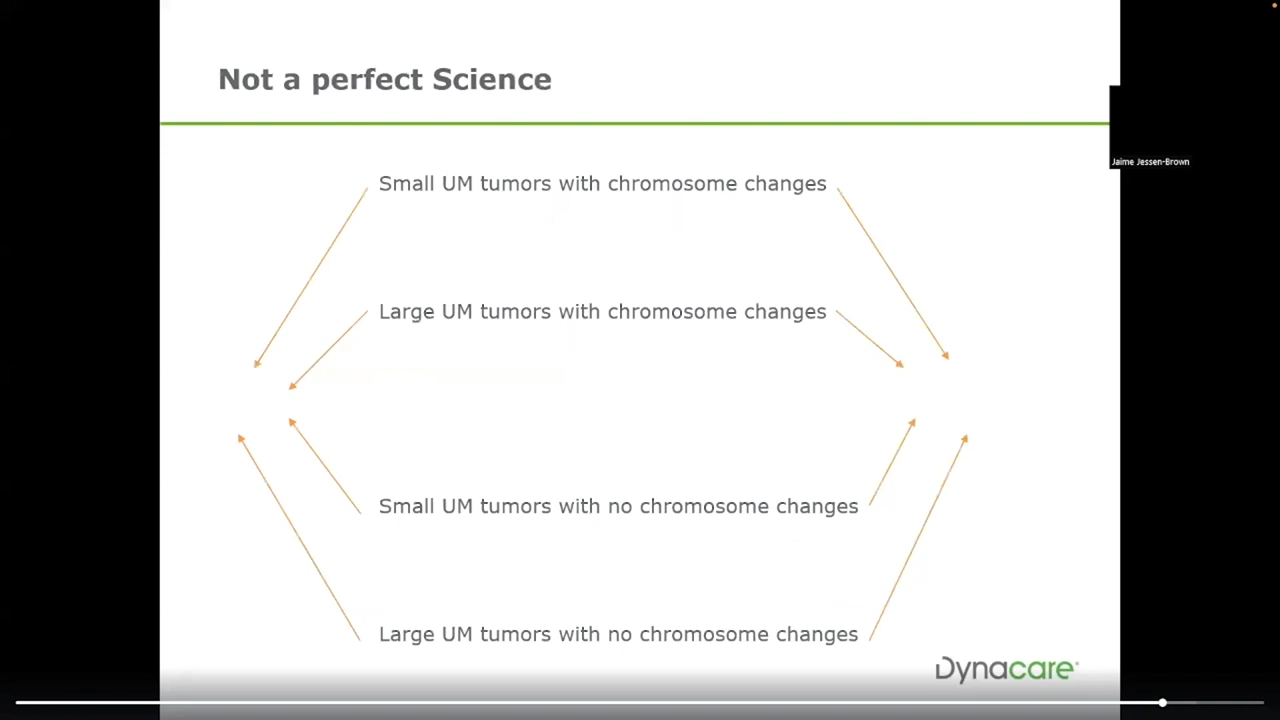 Not a perfect Science
Jaime Jessen-Brown
Small UM tumors with chromosome changes
Large UM tumors with chromosome changes
Small UM tumors with no chromosome changes
Large UM tumors with no chromosome changes
Dynacare